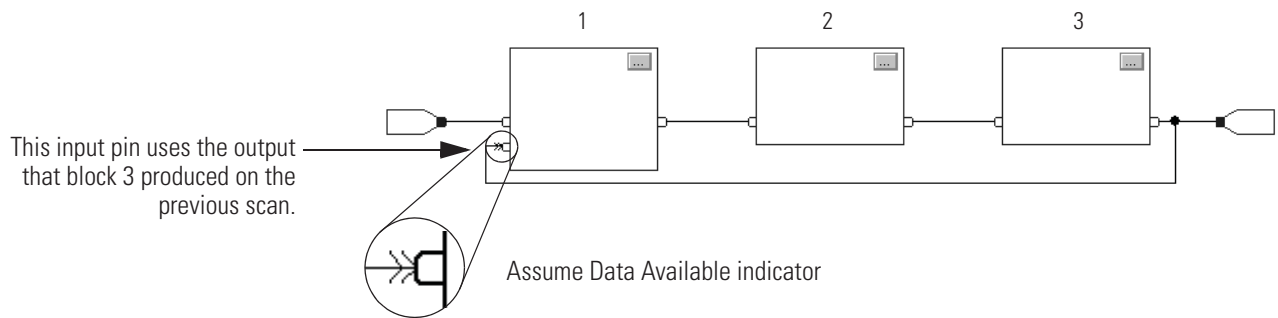 1
2
3
...
...
...
This input pin uses the output
that block 3 produced on the
previous scan.
Assume Data Available indicator